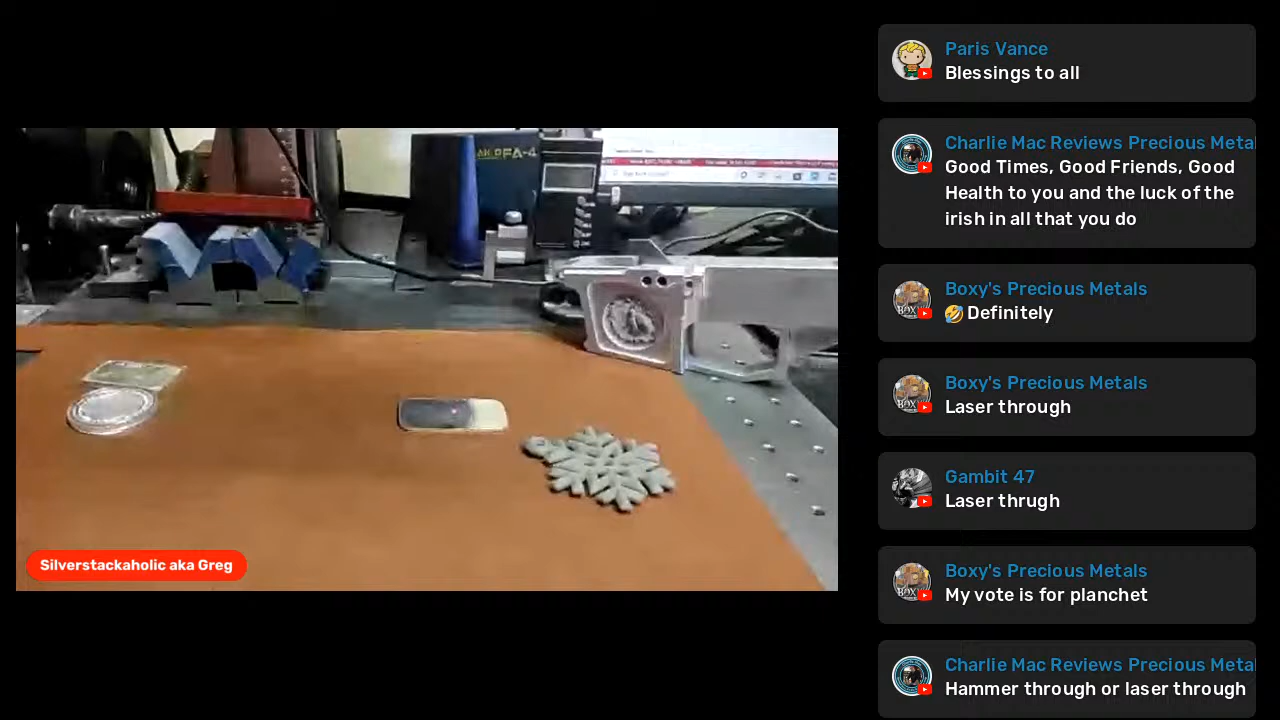 Paris Vance
Blessings to all
Charlie Mac Reviews Precious Metal
Good Times, Good Friends, Good
Health to you and the luck of the
irish in all that you do
Boxy's Precious Metals
🤣 Definitely
Boxy's Precious Metals
Laser through
Gambit 47
Laser thrugh
Boxy's Precious Metals
My vote is for planchet
Charlie Mac Reviews Precious Metal
Hammer through or laser through
Silverstackaholic aka Greg